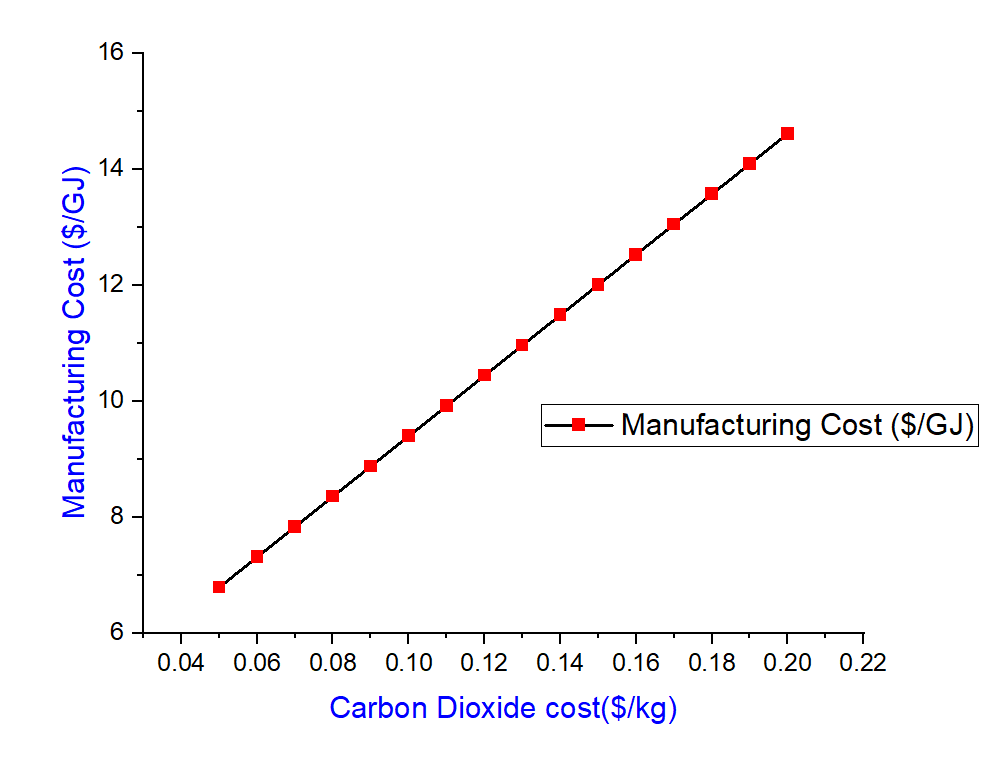 16
14
12
10
8
6
Manufacturing Cost ($/GJ)
Manufacturing Cost ($/GJ)
0.04 0.06 0.08 0.10 0.12 0.14 0.16 0.18 0.20 0.22
Carbon Dioxide cost($/kg)